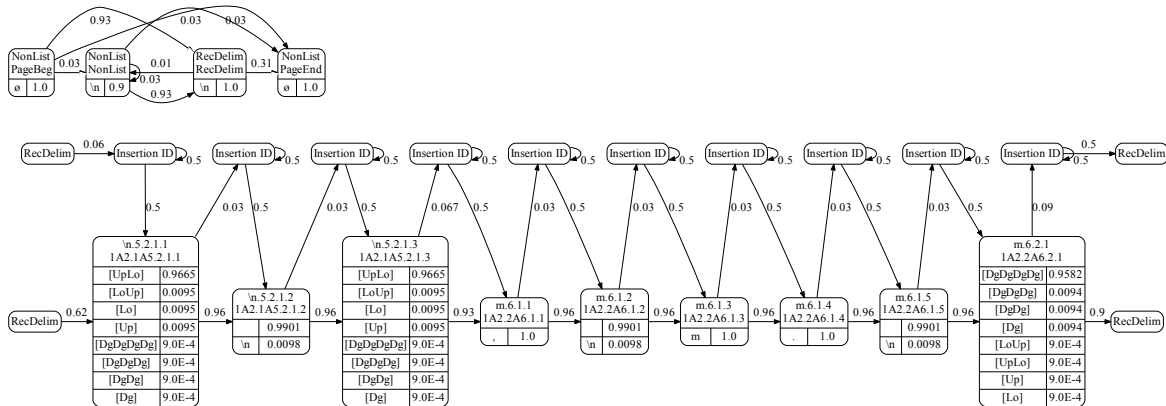 0.93 0.03 0.03
NonList NonList RecDelim NonList
PageBeg 0.03 NonList 0.01 RecDelim 0.31 PageEnd
0.03
ø 1.0 \n 0.9 \n 1.0 ø 1.0
0.93
RecDelim 0.06 Insertion ID Insertion ID Insertion ID Insertion ID Insertion ID Insertion ID Insertion ID Insertion ID Insertion ID Insertion ID 0.5 RecDelim
0.5 0.5 0.5 0.5 0.5 0.5 0.5 0.5 0.5 0.5
0.5 0.03 0.5 0.03 0.5 0.067 0.5 0.03 0.5 0.03 0.5 0.03 0.5 0.03 0.5 0.03 0.5 0.09
RecDelim 0.62
\n.5.2.1.1
1A2.1A5.2.1.1
[UpLo] 0.9665
[LoUp] 0.0095
[Lo] 0.0095
[Up] 0.0095
[DgDgDgDg] 9.0E-4
[DgDgDg] 9.0E-4
[DgDg] 9.0E-4
[Dg] 9.0E-4
0.96
\n.5.2.1.2
1A2.1A5.2.1.2
0.9901
\n 0.0098
0.96
\n.5.2.1.3
1A2.1A5.2.1.3
[UpLo] 0.9665
[LoUp] 0.0095
[Lo] 0.0095
[Up] 0.0095
[DgDgDgDg] 9.0E-4
[DgDgDg] 9.0E-4
[DgDg] 9.0E-4
[Dg] 9.0E-4
0.93
m.6.1.1
1A2.2A6.1.1
, 1.0
0.96
m.6.1.2
1A2.2A6.1.2
0.9901
\n 0.0098
0.96
m.6.1.3
1A2.2A6.1.3
m 1.0
0.96
m.6.1.4
1A2.2A6.1.4
. 1.0
0.96
m.6.1.5
1A2.2A6.1.5
0.9901
\n 0.0098
0.96
m.6.2.1
1A2.2A6.2.1
[DgDgDgDg] 0.9582
[DgDgDg] 0.0094
[DgDg] 0.0094
[Dg] 0.0094
[LoUp] 9.0E-4
[UpLo] 9.0E-4
[Up] 9.0E-4
[Lo] 9.0E-4
0.9 RecDelim